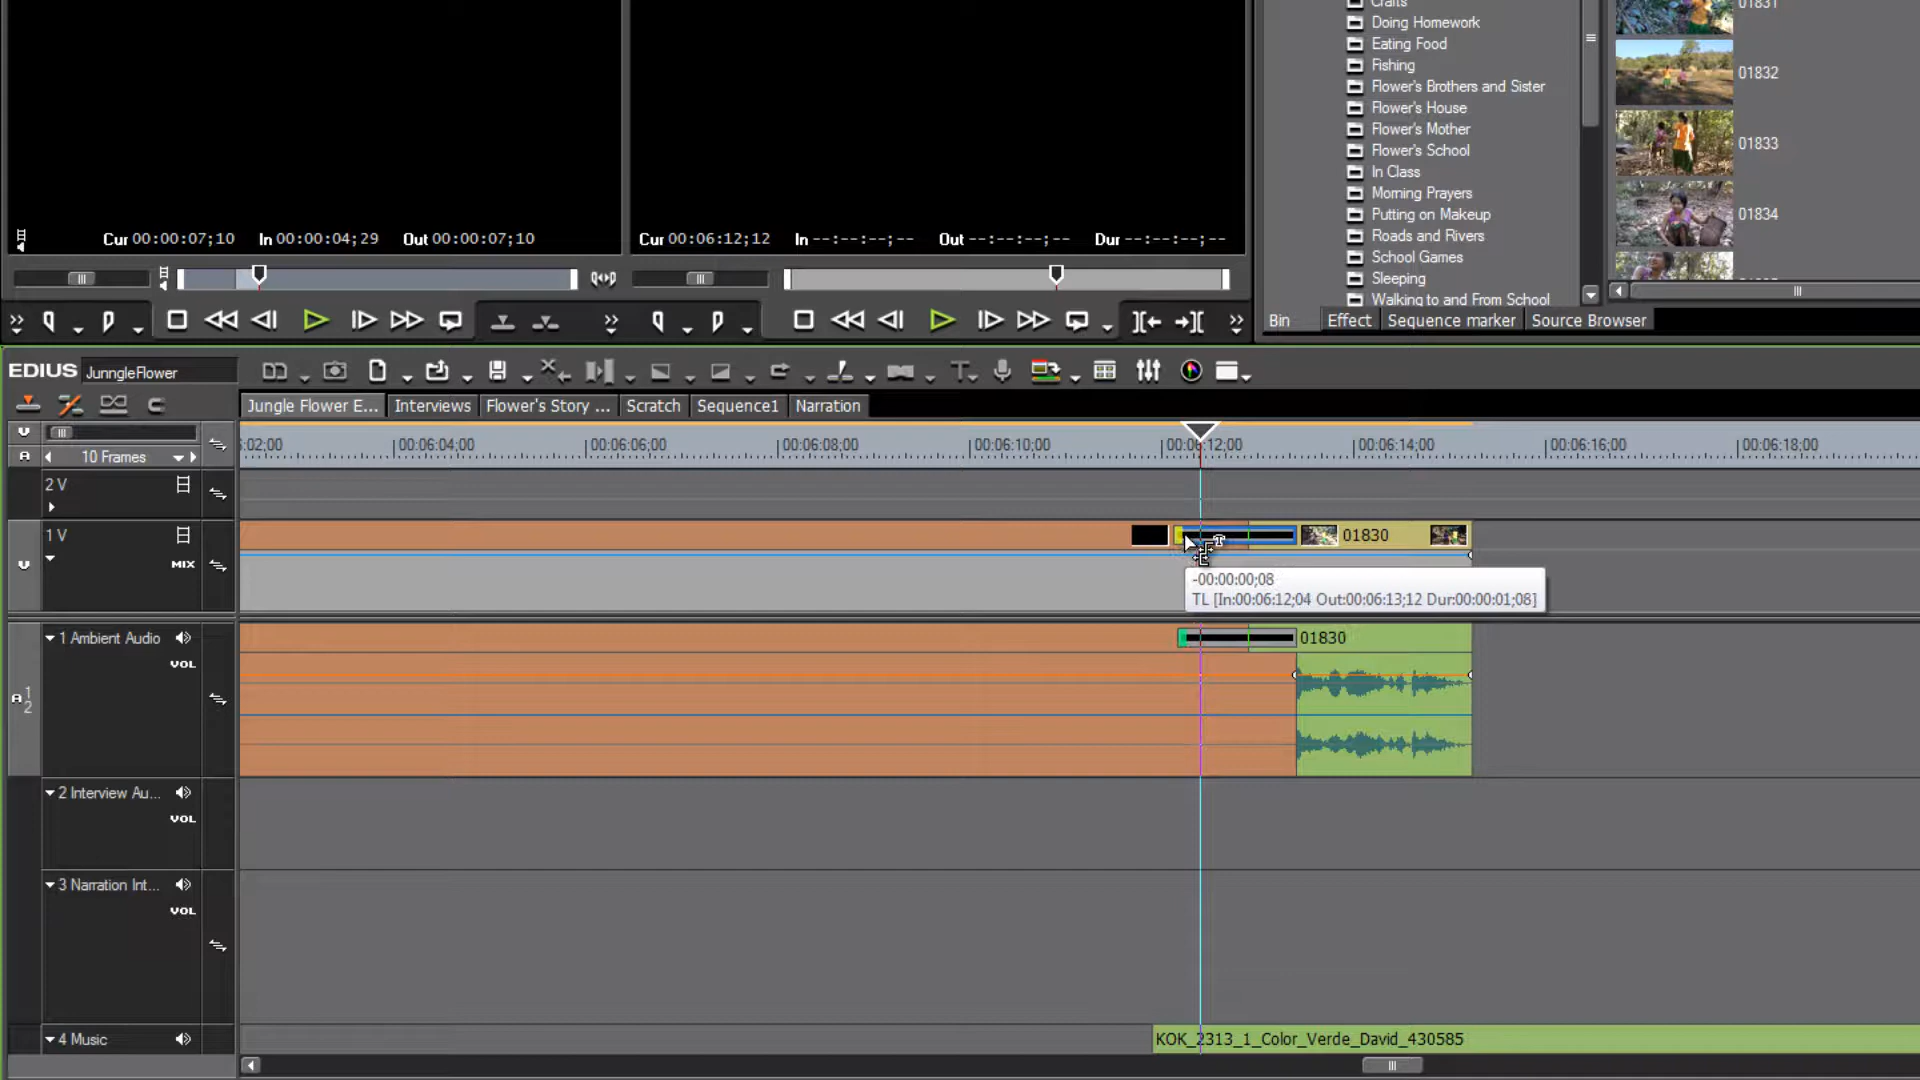 Crafts
Doing Homework
Eating Food
Fishing
Flower's Brothers and Sister
Flower's House
Flower's Mother
Flower's School
In Class
Morning Prayers
Putting on Makeup
Roads and Rivers
School Games
Sleeping
Walking to and From School
01831
01832
01833
01834
Cur 00:00:07;10 In 00:00:04;29 Out 00:00:07;10
Cur 00:06:12;12 In --:--:--;-- Out --:--:--;-- Dur --:--:--;--
Bin Effect Sequence marker Source Browser
EDIUS JunngleFlower
Jungle Flower E... Interviews Flower's Story ... Scratch Sequence1 Narration
10 Frames
:02;00 00:06:04;00 00:06:06;00 00:06:08;00 00:06:10;00 00:06:12;00 00:06:14;00 00:06:16;00 00:06:18;00
2 V
1 V
MIX
01830
-00:00:00;08
TL [In:00:06:12;04 Out:00:06:13;12 Dur:00:00:01;08]
1 Ambient Audio
VOL
01830
A 1
2
2 Interview Au...
VOL
3 Narration Int...
VOL
4 Music
KOK_2313_1_Color_Verde_David_430585